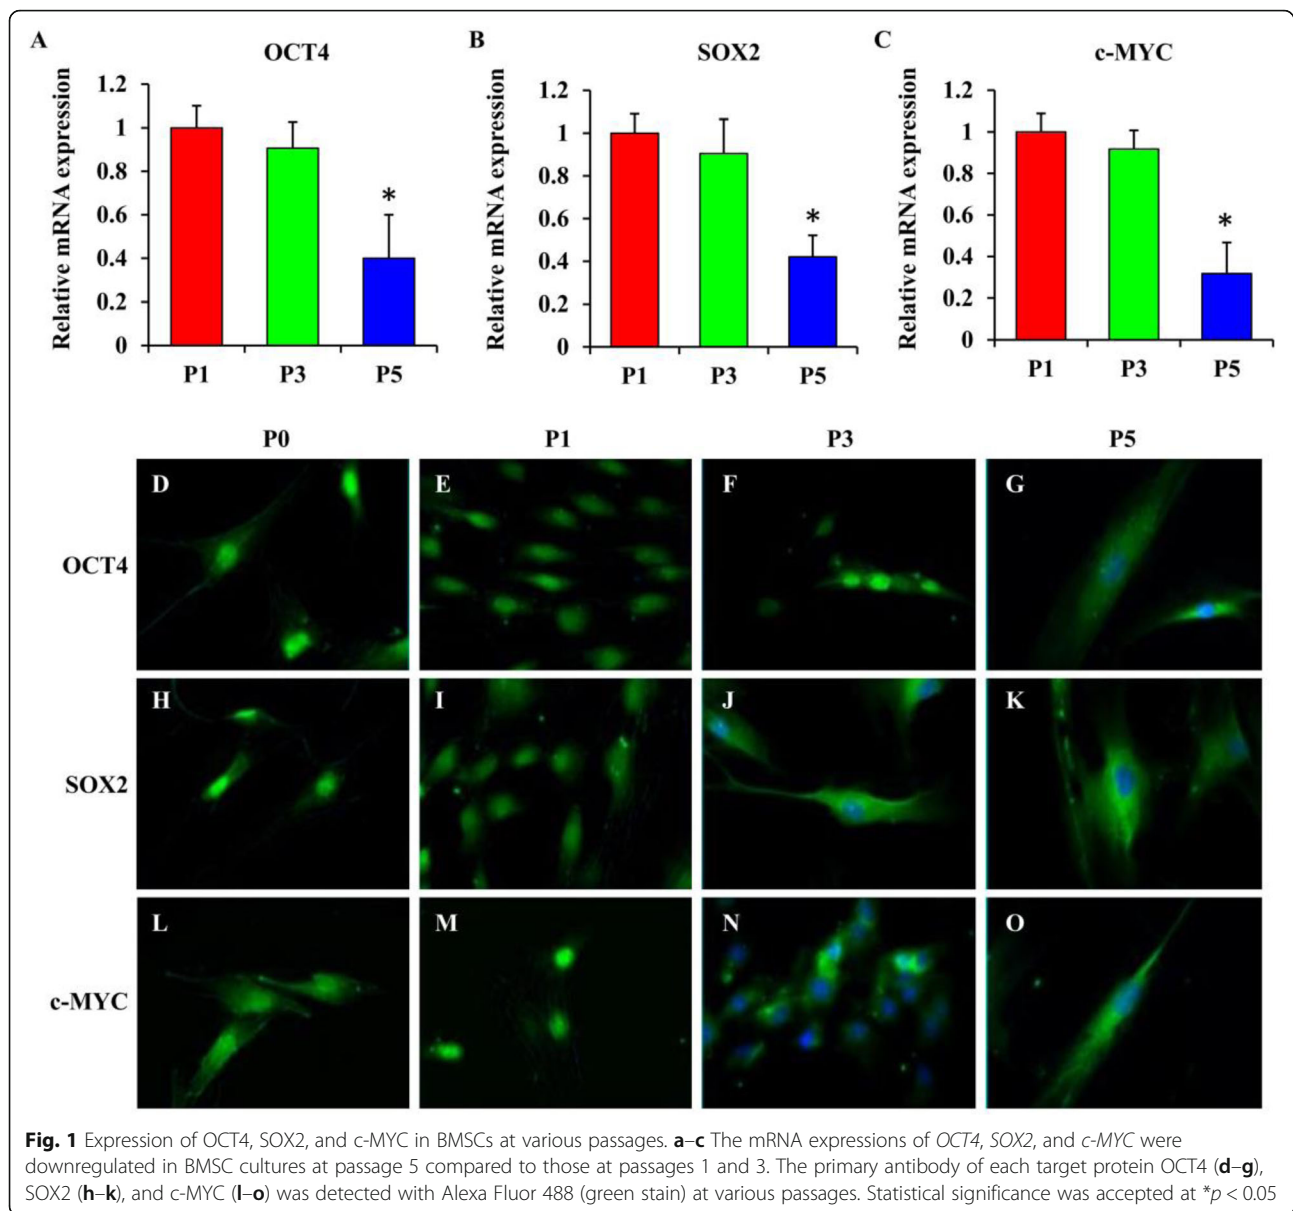 A
OCT4
Relative mRNA expression
1.2
1
0.8
0.6
0.4
0.2
0
*
P1 P3 P5
B
SOX2
Relative mRNA expression
1.2
1
0.8
0.6
0.4
0.2
0
*
P1 P3 P5
C
c-MYC
Relative mRNA expression
1.2
1
0.8
0.6
0.4
0.2
0
*
P1 P3 P5
P0 P1 P3 P5
OCT4 D E F G
SOX2 H I J K
c-MYC L M N O
Fig. 1 Expression of OCT4, SOX2, and c-MYC in BMSCs at various passages. a–c The mRNA expressions of OCT4, SOX2, and c-MYC were
downregulated in BMSC cultures at passage 5 compared to those at passages 1 and 3. The primary antibody of each target protein OCT4 (d–g),
SOX2 (h–k), and c-MYC (l–o) was detected with Alexa Fluor 488 (green stain) at various passages. Statistical significance was accepted at *p < 0.05